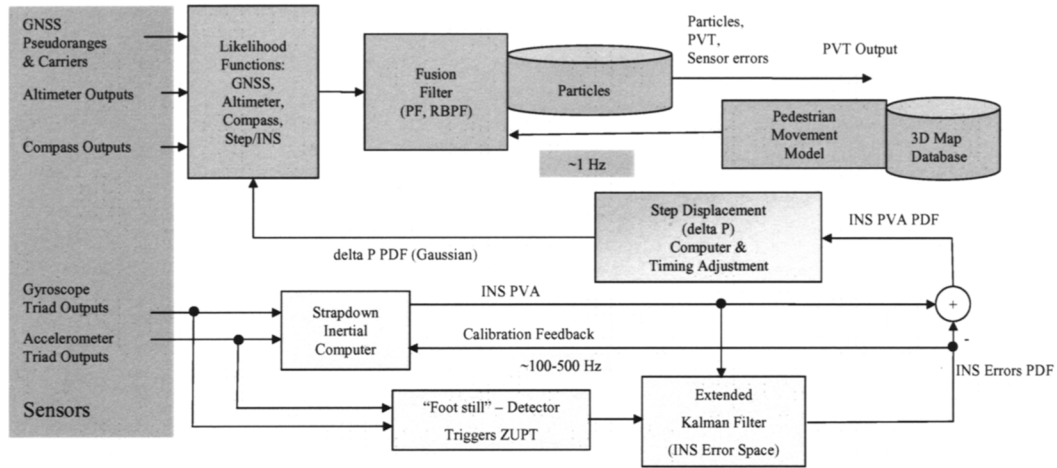 GNSS
Pseudoranges
& Carriers
Altimeter Outputs
Compass Outputs
Gyroscope
Triad Outputs
Accelerometer
Triad Outputs
Sensors
Likelihood
Functions:
GNSS,
Altimeter,
Compass,
Step/INS
Fusion
Filter
(PF, RBPF)
Particles
Particles,
PVT,
Sensor errors
PVT Output
Pedestrian
Movement
Model
3D Map
Database
~1 Hz
Step Displacement
(delta P)
Computer &
Timing Adjustment
INS PVA PDF
delta P PDF (Gaussian)
Strapdown
Inertial
Computer
INS PVA
+
-
Calibration Feedback
~100-500 Hz
INS Errors PDF
“Foot still” – Detector
Triggers ZUPT
Extended
Kalman Filter
(INS Error Space)